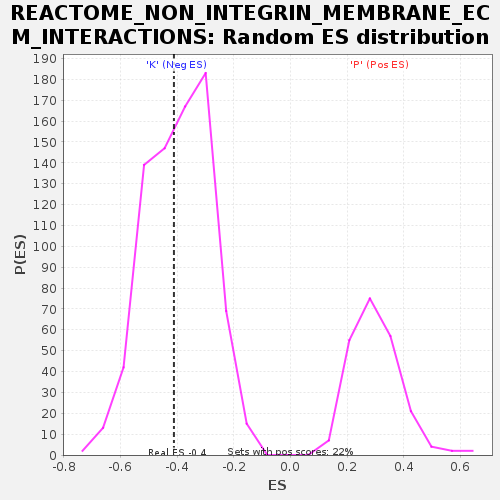 REACTOME_NON_INTEGRIN_MEMBRANE_EC
M_INTERACTIONS: Random ES distribution
'K' (Neg ES) 'P' (Pos ES)
190
180
170
160
150
140
130
120
110
100
90
80
70
60
50
40
30
20
10
0
P(ES)
Real ES -0.4 Sets with pos scores: 22%
-0.8 -0.6 -0.4 -0.2 0.0 0.2 0.4 0.6
ES